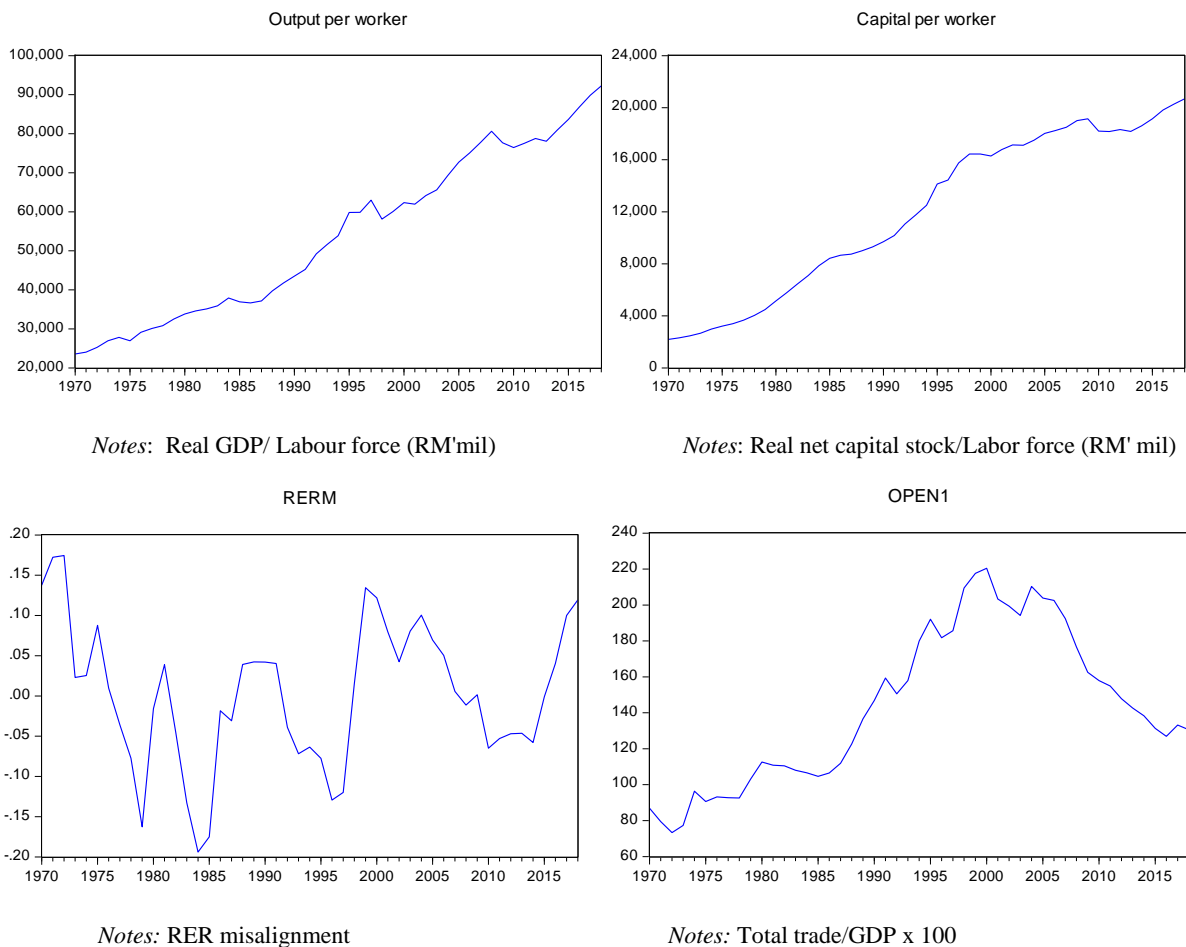 Output per worker
100,000
90,000
80,000
70,000
60,000
50,000
40,000
30,000
20,000
1970 1975 1980 1985 1990 1995 2000 2005 2010 2015
Notes: Real GDP/ Labour force (RM'mil)
Capital per worker
24,000
20,000
16,000
12,000
8,000
4,000
0
1970 1975 1980 1985 1990 1995 2000 2005 2010 2015
Notes: Real net capital stock/Labor force (RM' mil)
RERM
.20
.15
.10
.05
.00
-.05
-.10
-.15
-.20
1970 1975 1980 1985 1990 1995 2000 2005 2010 2015
Notes: RER misalignment
OPEN1
240
220
200
180
160
140
120
100
80
60
1970 1975 1980 1985 1990 1995 2000 2005 2010 2015
Notes: Total trade/GDP x 100